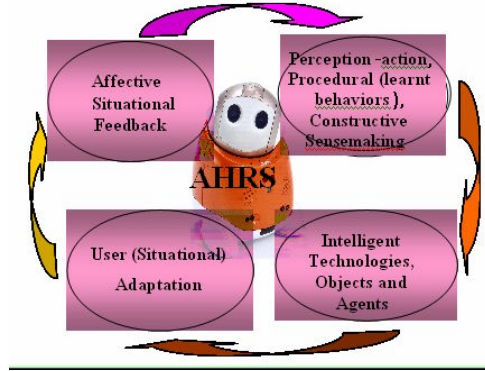 Affective
Situational
Feedback
Perception -action,
Procedural (learnt
behaviors ),
Constructive
Sensemaking
AHRS
User (Situational)
Adaptation
Intelligent
Technologies,
Objects and
Agents